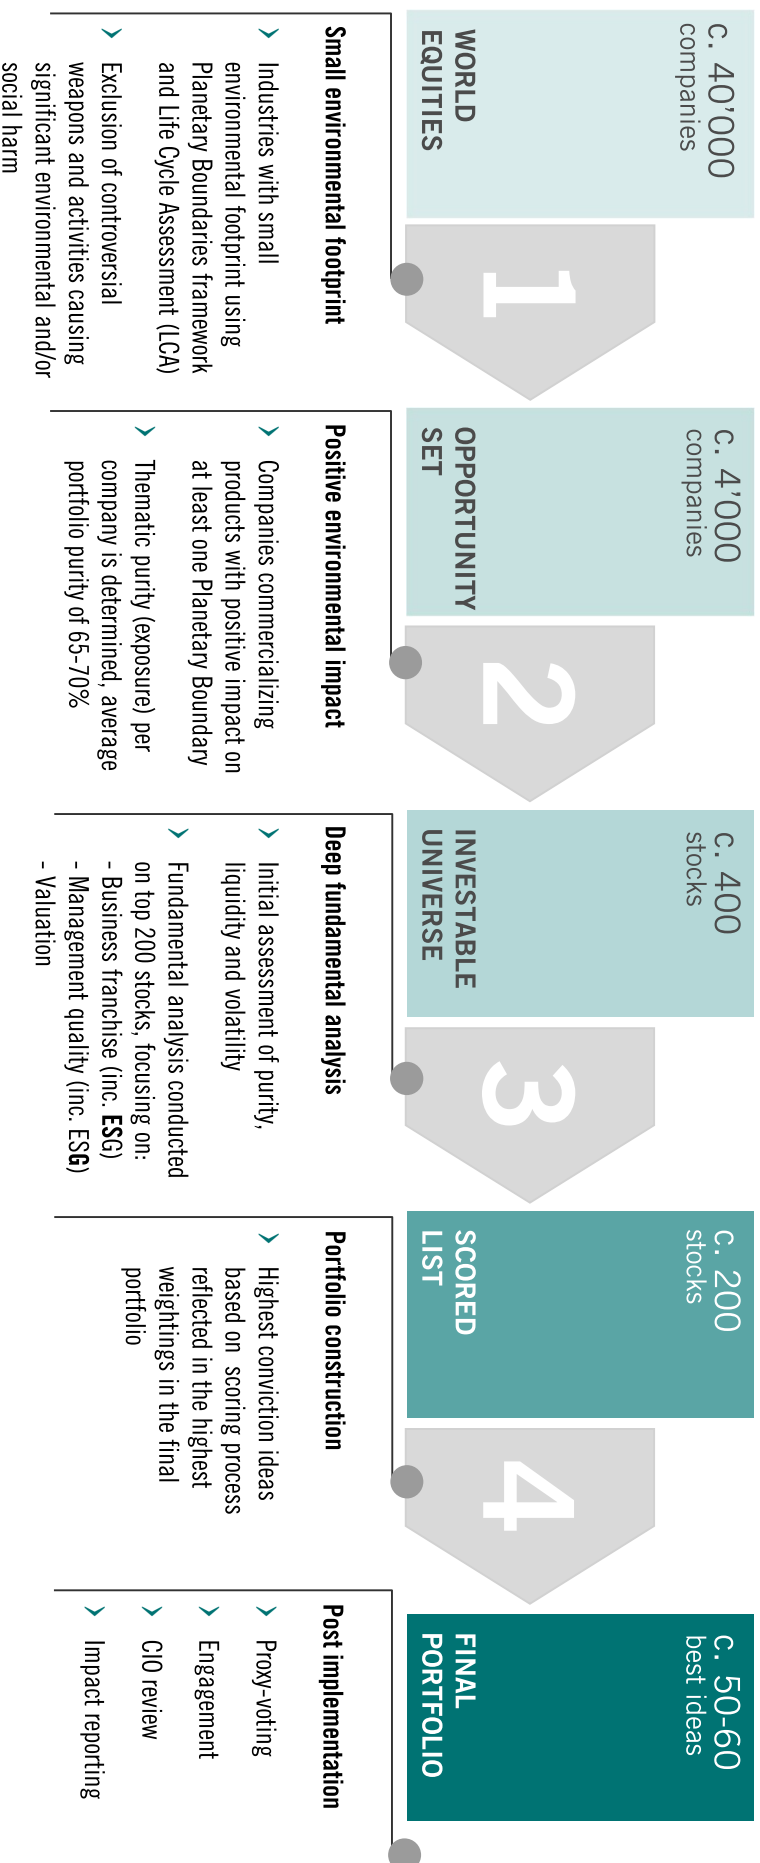 c. 40’000
companies
WORLD
EQUITIES
1
Small environmental footprint
Industries with small
environmental footprint using
Planetary Boundaries framework
and Life Cycle Assessment (LCA)
Exclusion of controversial
weapons and activities causing
significant environmental and/or
social harm
c. 4’000
companies
OPPORTUNITY
SET
2
Positive environmental impact
Companies commercializing
products with positive impact on
at least one Planetary Boundary
Thematic purity (exposure) per
company is determined, average
portfolio purity of 65-70%
c. 400
stocks
INVESTABLE
UNIVERSE
3
Deep fundamental analysis
Initial assessment of purity,
liquidity and volatility
Fundamental analysis conducted
on top 200 stocks, focusing on:
- Business franchise (inc. ESG)
- Management quality (inc. ESG)
- Valuation
c. 200
stocks
SCORED
LIST
4
Portfolio construction
Highest conviction ideas
based on scoring process
reflected in the highest
weightings in the final
portfolio
c. 50-60
best ideas
FINAL
PORTFOLIO
Post implementation
Proxy-voting
Engagement
CIO review
Impact reporting